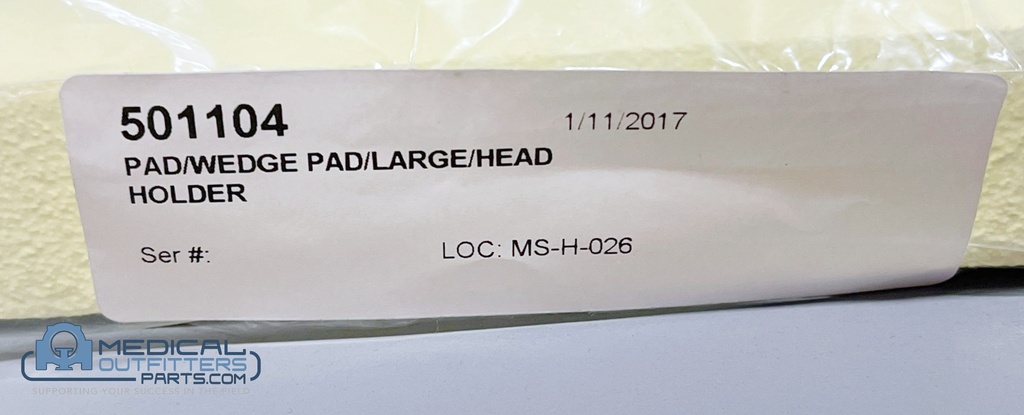 501104
1/11/2017
PAD/WEDGE PAD/LARGE/HEAD
HOLDER
Ser #:
LOC: MS-H-026
MEDICAL
OUTFITTERS
PARTS.COM
SUPPORTING YOUR SUCCESS IN THE FIELD